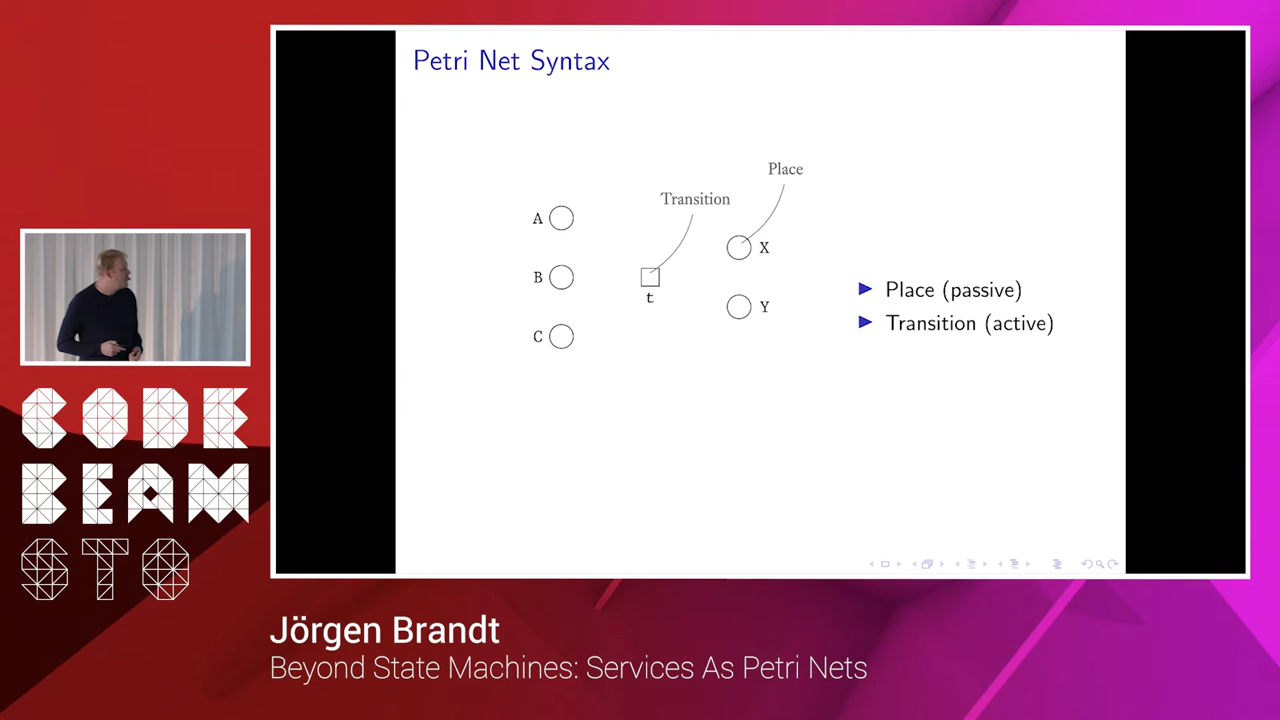 Petri Net Syntax
Place
Transition
A
X
B
t
Y
C
Place (passive)
Transition (active)
CODE
BEAM
STO
Jörgen Brandt
Beyond State Machines: Services As Petri Nets